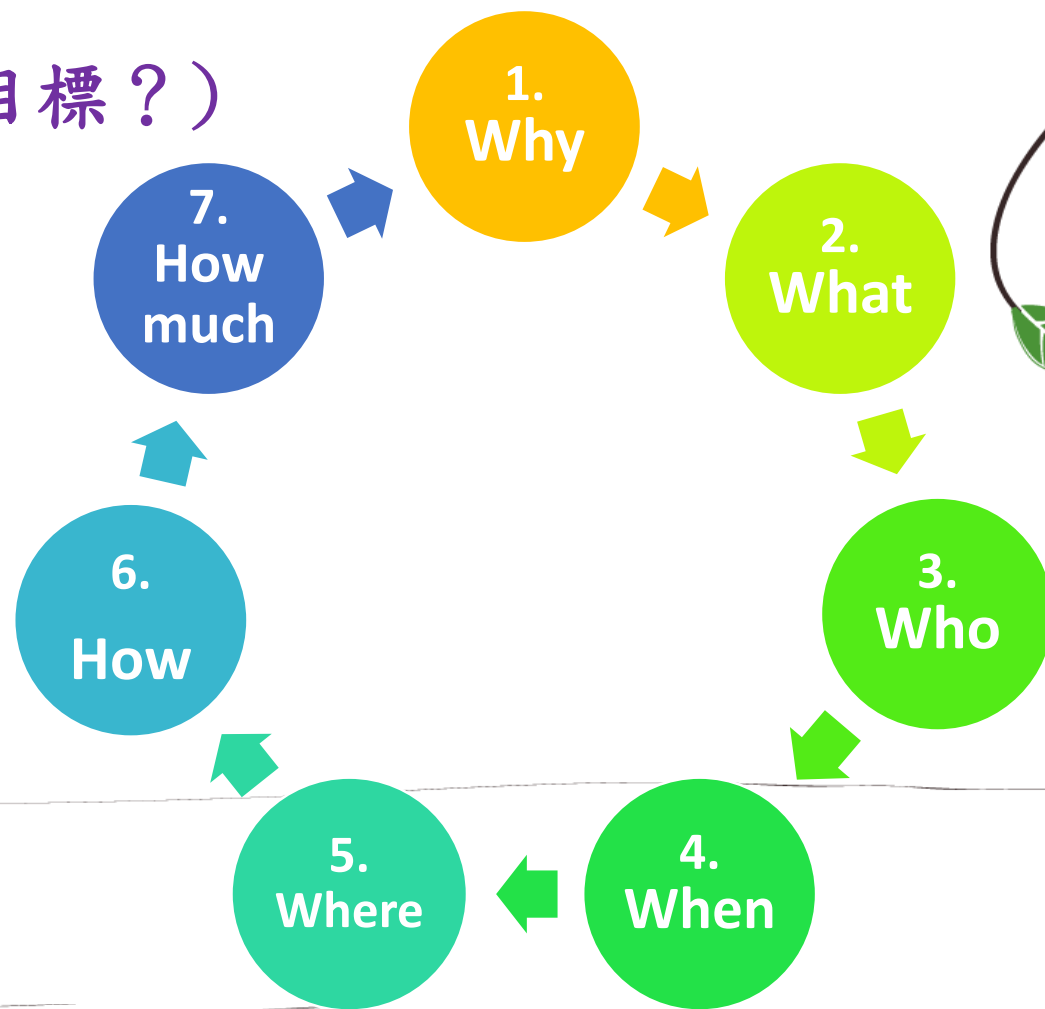 目標？）
1.
Why
2.
What
3.
Who
4.
When
5.
Where
6.
How
7.
How
much